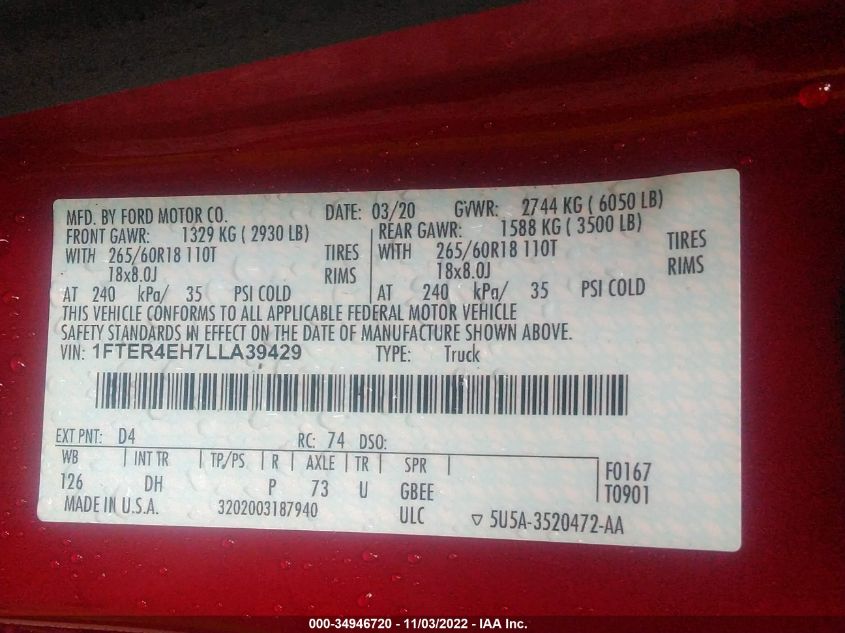 MFD. BY FORD MOTOR CO. DATE: 03/20 GVWR: 2744 KG ( 6050 LB)
FRONT GAWR: 1329 KG ( 2930 LB) REAR GAWR: 1588 KG ( 3500 LB)
WITH 265/60R18 110T TIRES WITH 265/60R18 110T TIRES
18x8.0J RIMS 18x8.0J RIMS
AT 240 kPa/ 35 PSI COLD AT 240 kPa/ 35 PSI COLD
THIS VEHICLE CONFORMS TO ALL APPLICABLE FEDERAL MOTOR VEHICLE
SAFETY STANDARDS IN EFFECT ON THE DATE OF MANUFACTURE SHOWN ABOVE.
VIN: 1FTER4EH7LLA39429 TYPE: Truck
EXT PNT: D4 RC: 74 DSO:
WB INT TR TP/PS R AXLE TR SPR F0167
126 DH P 73 U GBEE T0901
MADE IN U.S.A. 3202003187940 ULC ▽ 5U5A-3520472-AA
000-34946720 - 11/03/2022 - IAA Inc.